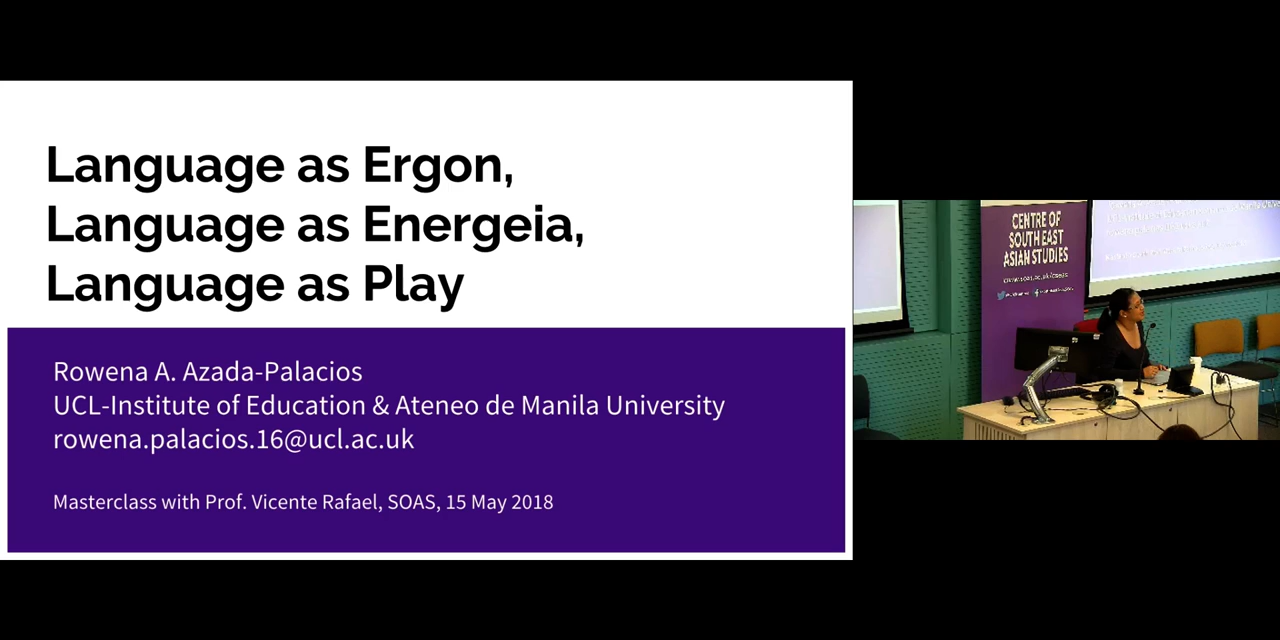 Language as Ergon,
Language as Energeia,
Language as Play
Rowena A. Azada-Palacios
UCL-Institute of Education & Ateneo de Manila University
rowena.palacios.16@ucl.ac.uk
Masterclass with Prof. Vicente Rafael, SOAS, 15 May 2018
CENTRE OF
SOUTH EAST
ASIAN STUDIES